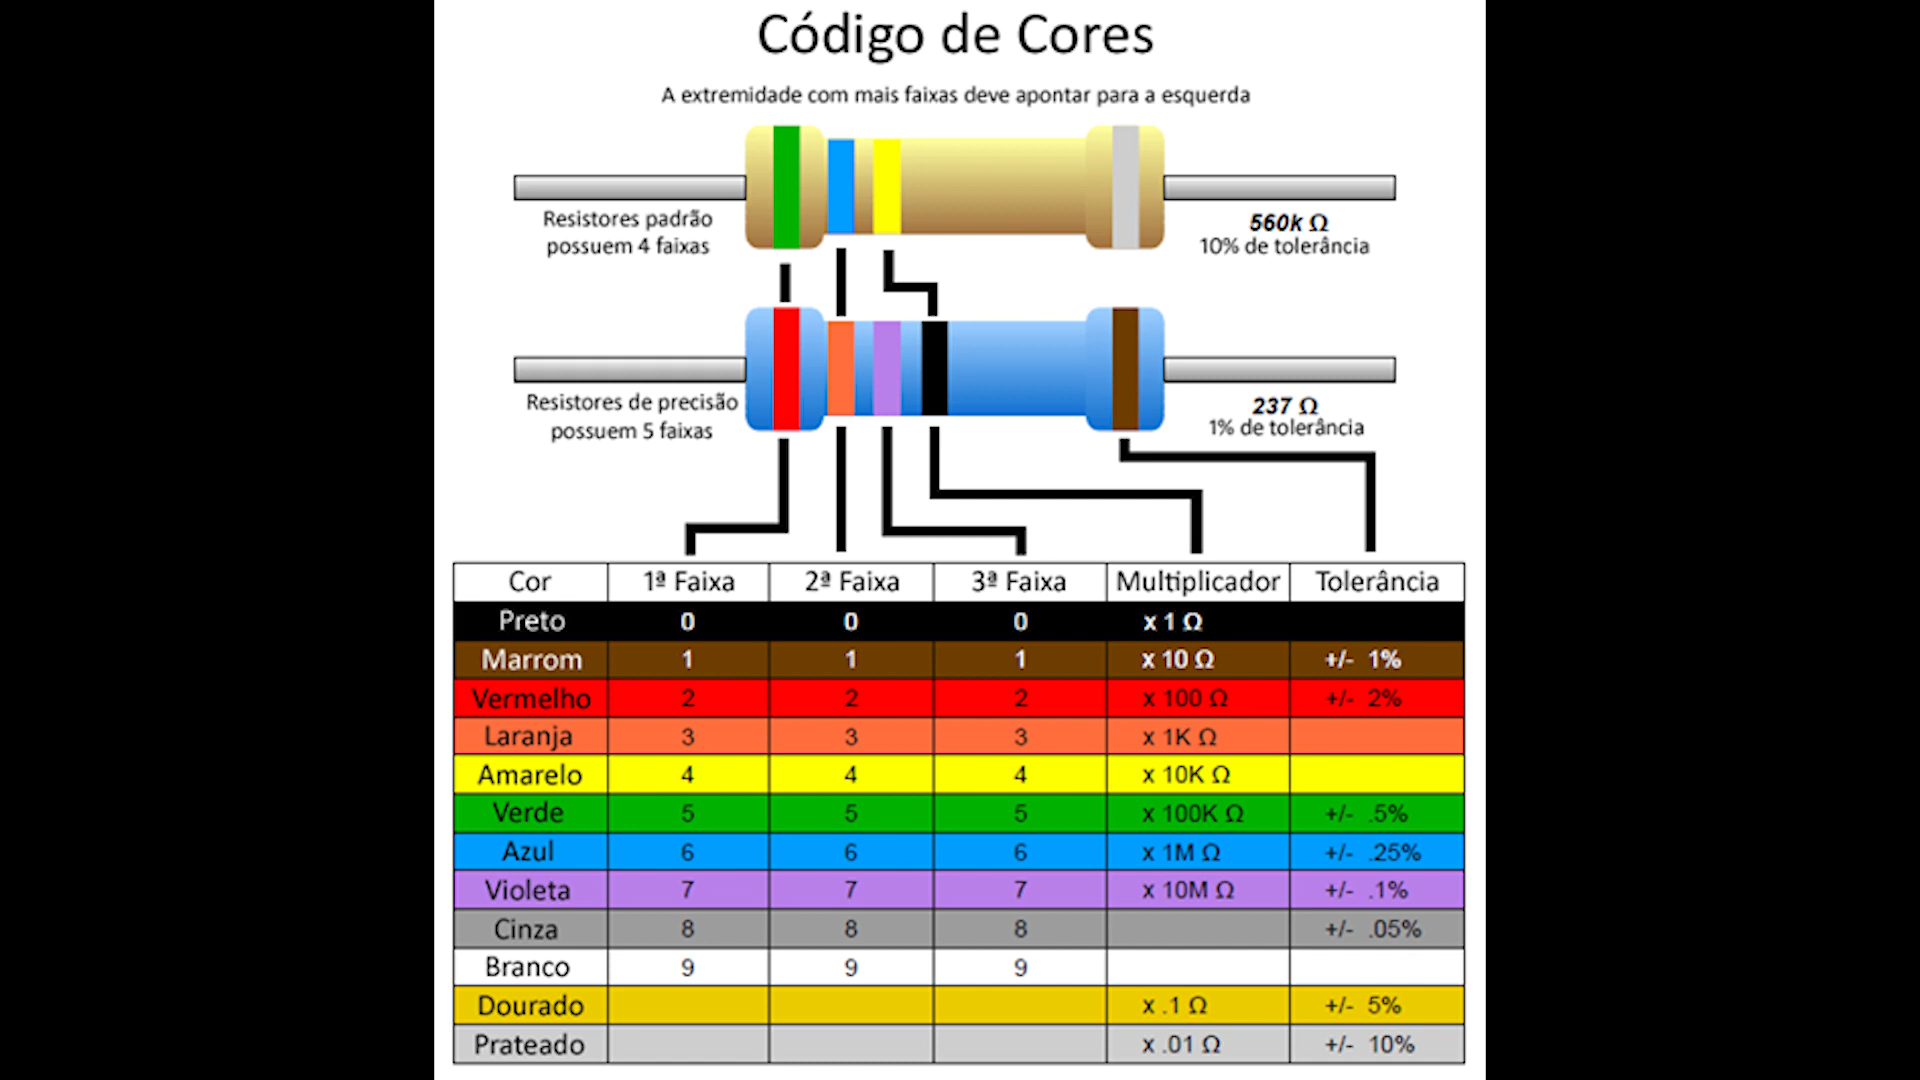 Código de Cores
A extremidade com mais faixas deve apontar para a esquerda
Resistores padrão
possuem 4 faixas
560k Ω
10% de tolerância
Resistores de precisão
possuem 5 faixas
237 Ω
1% de tolerância
Cor 1ª Faixa 2ª Faixa 3ª Faixa Multiplicador Tolerância
Preto 0 0 0 x 1 Ω
Marrom 1 1 1 x 10 Ω +/- 1%
Vermelho 2 2 2 x 100 Ω +/- 2%
Laranja 3 3 3 x 1K Ω
Amarelo 4 4 4 x 10K Ω
Verde 5 5 5 x 100K Ω +/- .5%
Azul 6 6 6 x 1M Ω +/- .25%
Violeta 7 7 7 x 10M Ω +/- .1%
Cinza 8 8 8 +/- .05%
Branco 9 9 9
Dourado x .1 Ω +/- 5%
Prateado x .01 Ω +/- 10%